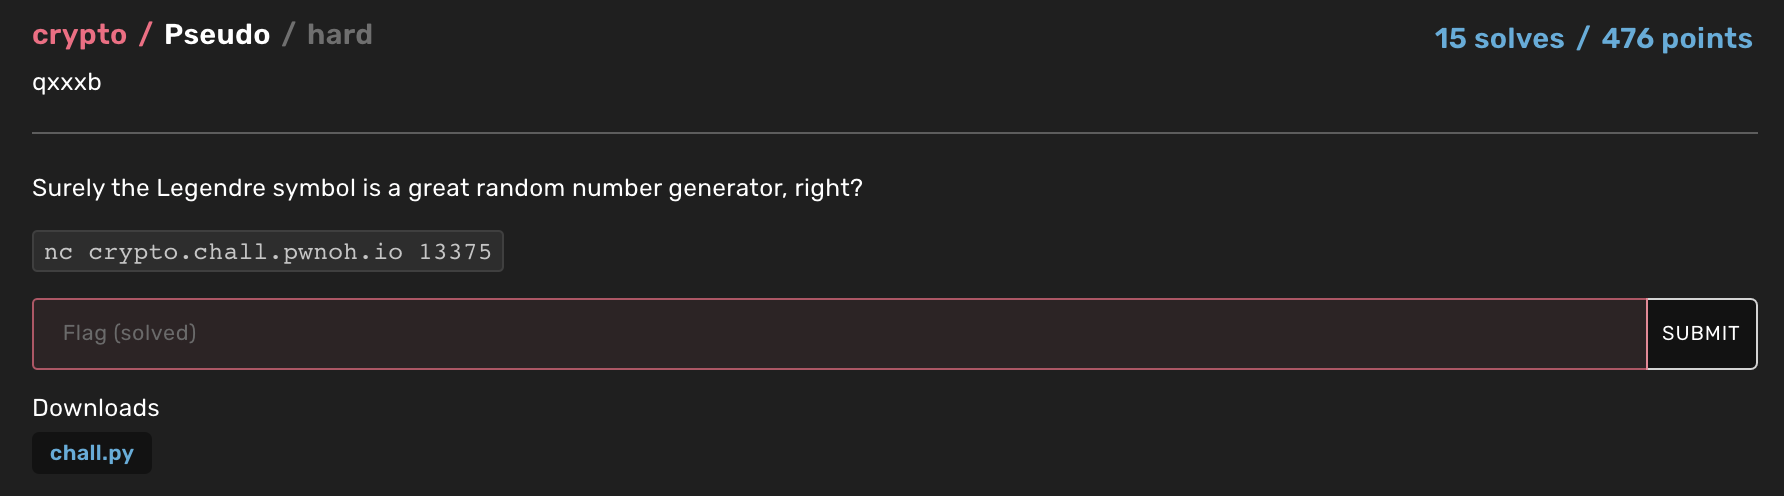 crypto / Pseudo / hard
15 solves / 476 points
qxxxb
Surely the Legendre symbol is a great random number generator, right?
nc crypto.chall.pwnoh.io 13375
Flag (solved)
SUBMIT
Downloads
chall.py